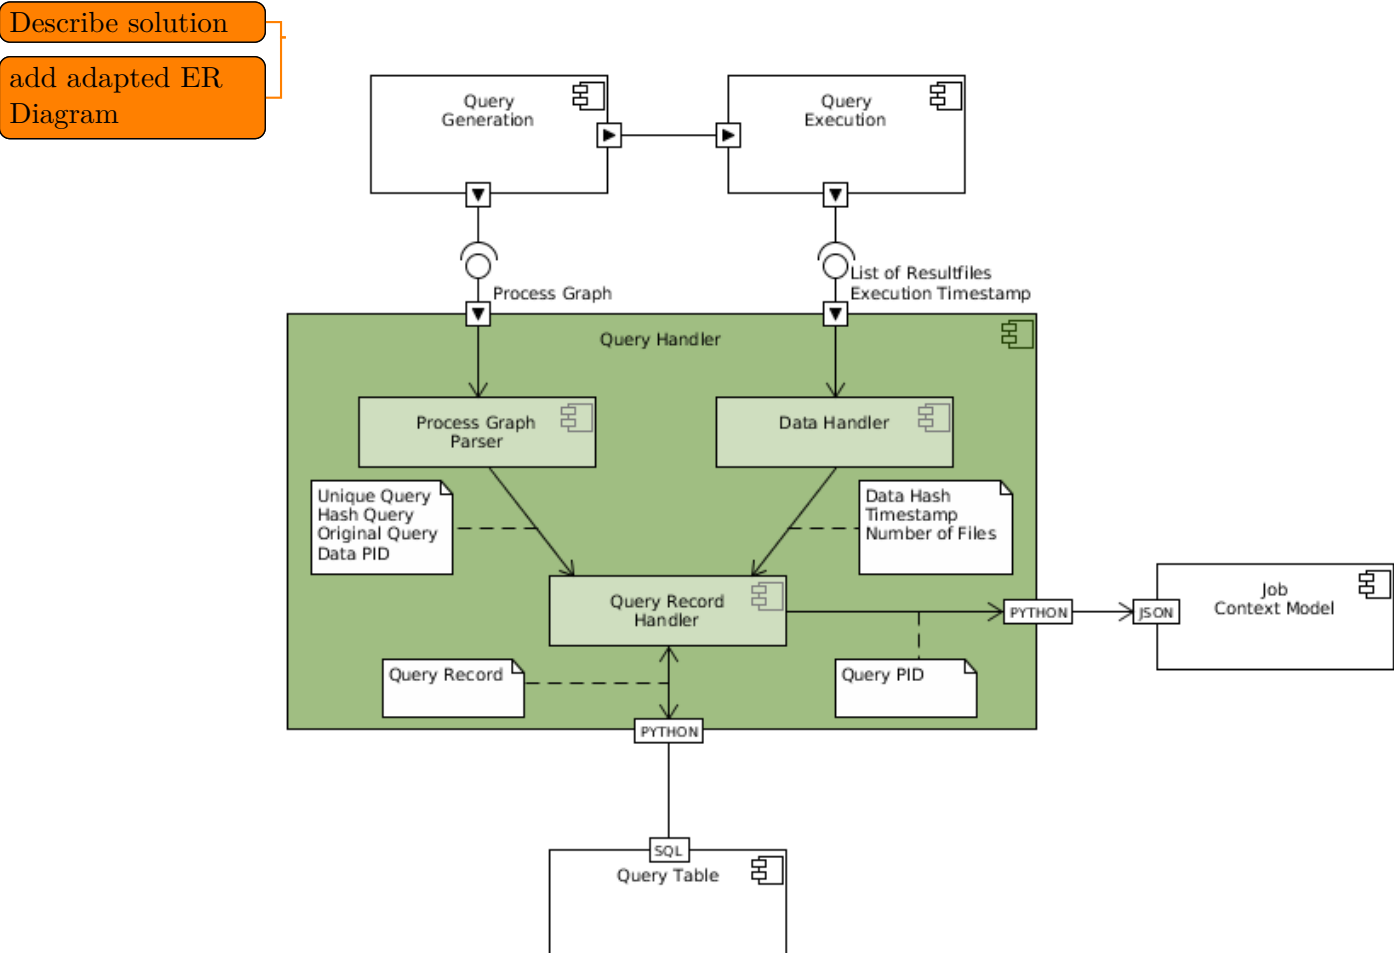 Describe solution
add adapted ER
Diagram
Query
Generation
Query
Execution
Process Graph
List of Resultfiles
Execution Timestamp
Query Handler
Process Graph
Parser
Data Handler
Unique Query
Hash Query
Original Query
Data PID
Data Hash
Timestamp
Number of Files
Query Record
Handler
PYTHON
JSON
Job
Context Model
Query Record
Query PID
PYTHON
SQL
Query Table